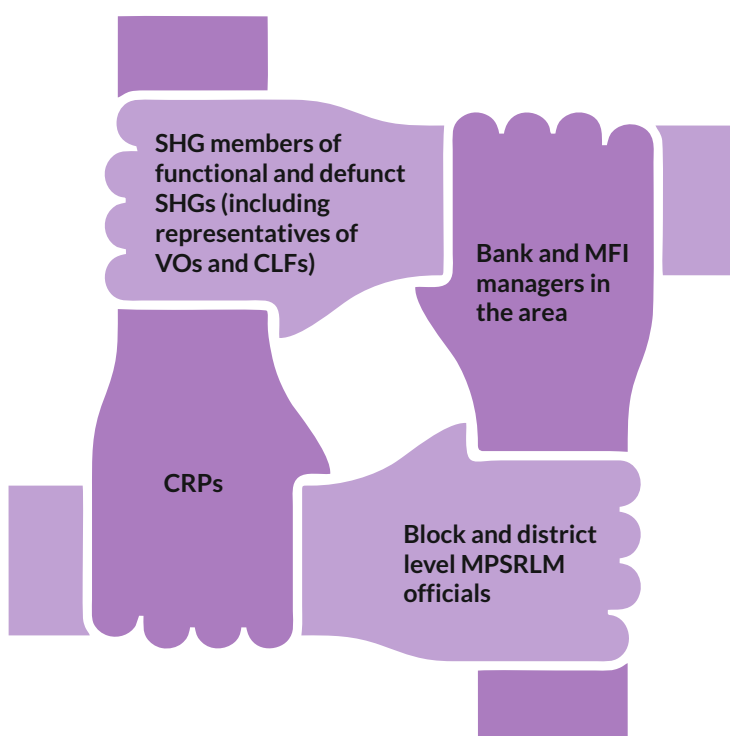 SHG members of
functional and defunct
SHGs (including
representatives of
VOs and CLFs)
Bank and MFI
managers in
the area
CRPs
Block and district
level MPSRLM
officials